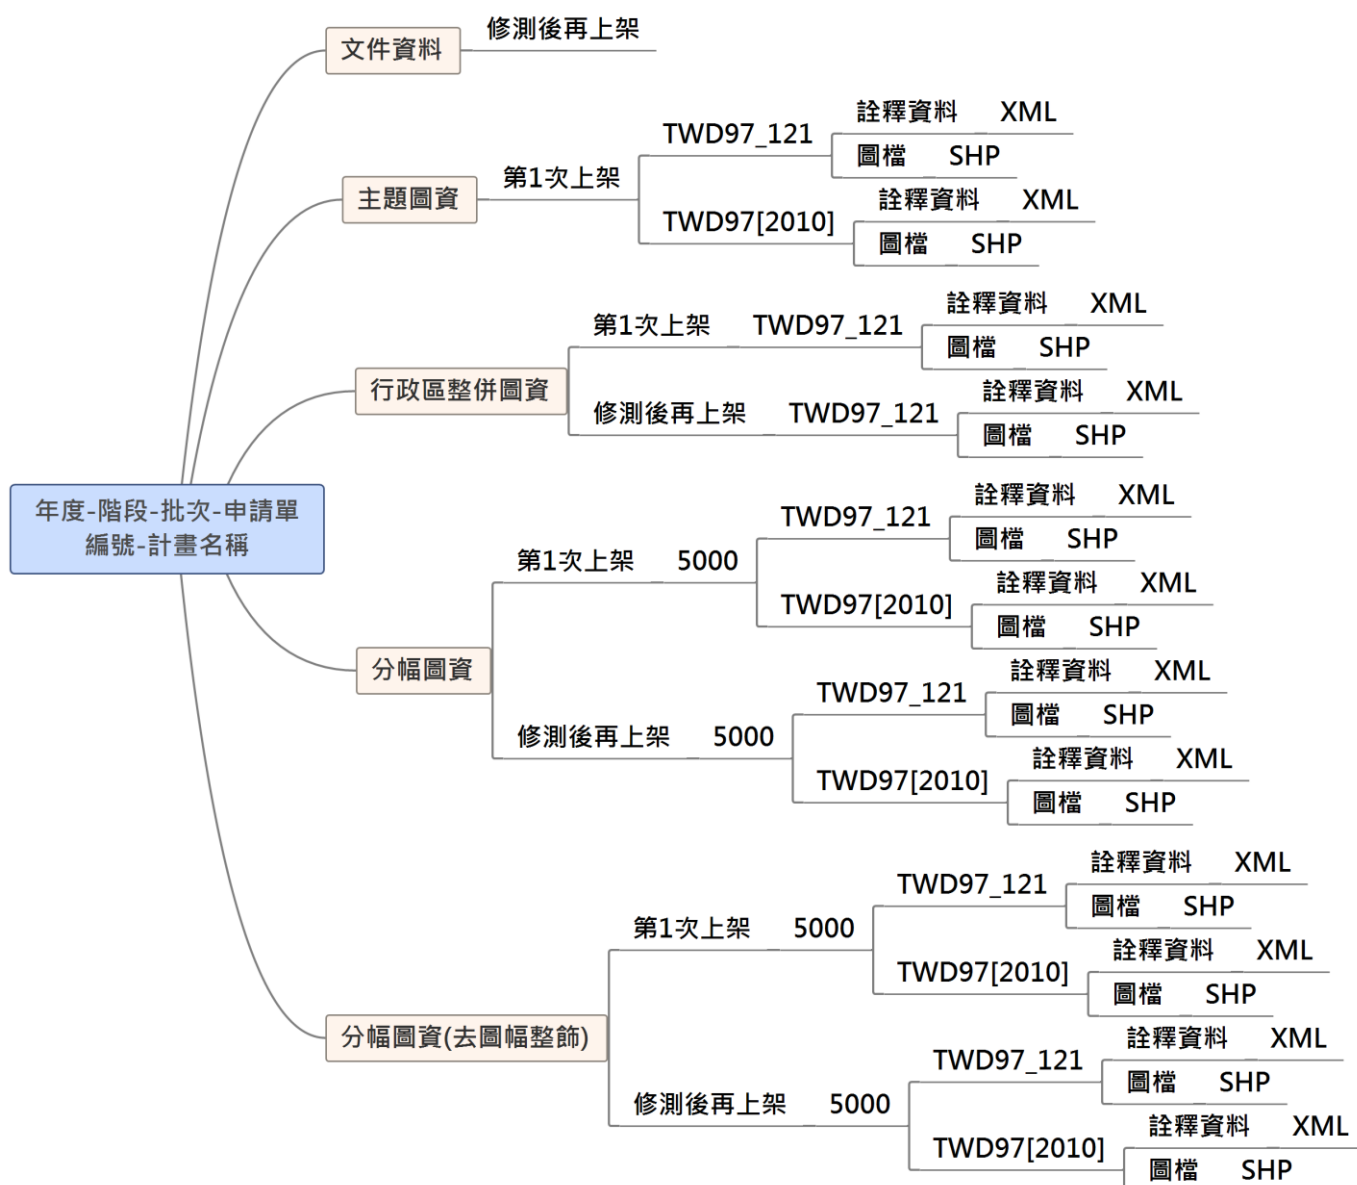 年度-階段-批次-申請單
編號-計畫名稱
文件資料
修測後再上架
主題圖資
第1次上架
TWD97_121
詮釋資料 XML
圖檔 SHP
TWD97[2010]
詮釋資料 XML
圖檔 SHP
行政區整併圖資
第1次上架
TWD97_121
詮釋資料 XML
圖檔 SHP
修測後再上架
TWD97_121
詮釋資料 XML
圖檔 SHP
分幅圖資
第1次上架
5000
TWD97_121
詮釋資料 XML
圖檔 SHP
TWD97[2010]
詮釋資料 XML
圖檔 SHP
修測後再上架
5000
TWD97_121
詮釋資料 XML
圖檔 SHP
TWD97[2010]
詮釋資料 XML
圖檔 SHP
分幅圖資(去圖幅整飾)
第1次上架
5000
TWD97_121
詮釋資料 XML
圖檔 SHP
TWD97[2010]
詮釋資料 XML
圖檔 SHP
修測後再上架
5000
TWD97_121
詮釋資料 XML
圖檔 SHP
TWD97[2010]
詮釋資料 XML
圖檔 SHP